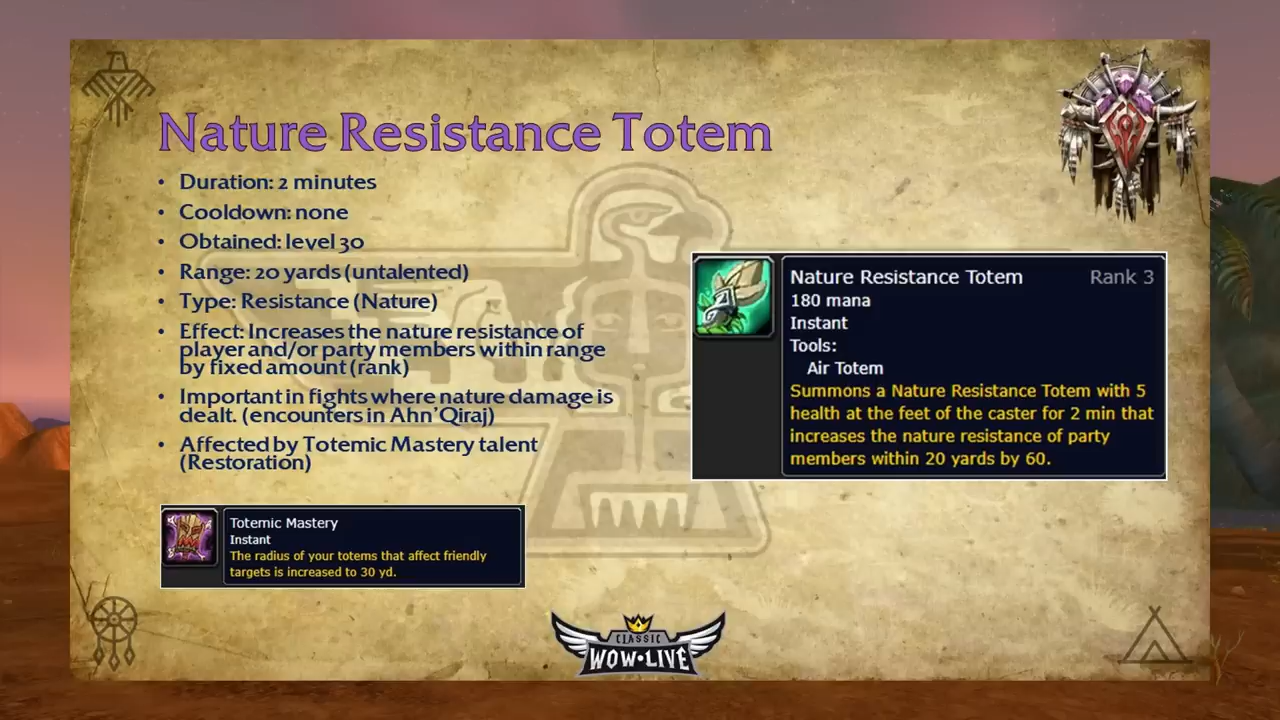 Nature Resistance Totem
• Duration: 2 minutes
• Cooldown: none
• Obtained: level 30
• Range: 20 yards (untalented)
• Type: Resistance (Nature)
• Effect: Increases the nature resistance of
player and/or party members within range
by fixed amount (rank)
• Important in fights where nature damage is
dealt. (encounters in Ahn'Qiraj)
• Affected by Totemic Mastery talent
(Restoration)
Nature Resistance Totem Rank 3
180 mana
Instant
Tools:
Air Totem
Summons a Nature Resistance Totem with 5
health at the feet of the caster for 2 min that
increases the nature resistance of party
members within 20 yards by 60.
Totemic Mastery
Instant
The radius of your totems that affect friendly
targets is increased to 30 yd.
CLASSIC
WOW•LIVE